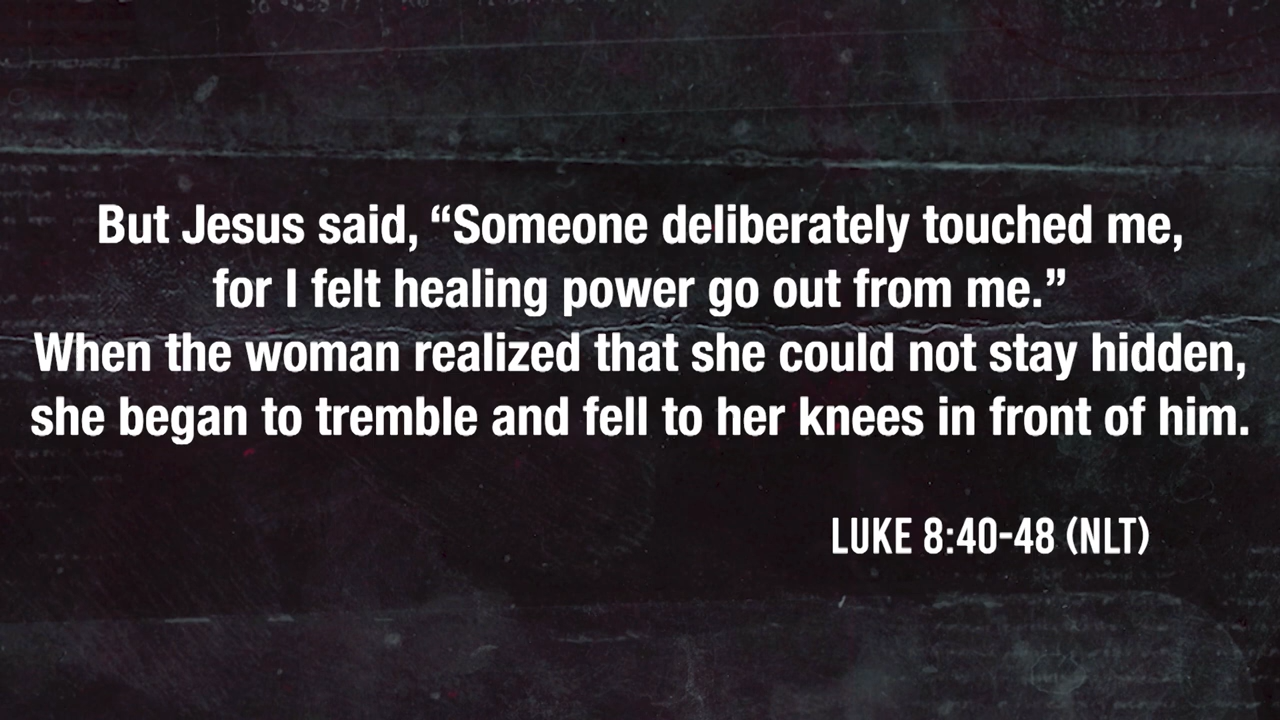 But Jesus said, “Someone deliberately touched me,
for I felt healing power go out from me.”
When the woman realized that she could not stay hidden,
she began to tremble and fell to her knees in front of him.
LUKE 8:40-48 (NLT)